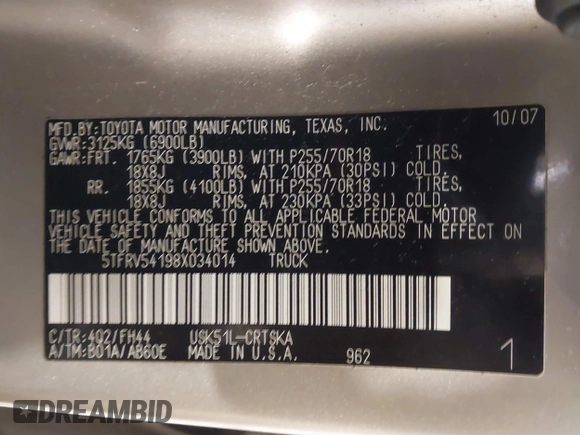 MFD.BY:TOYOTA MOTOR MANUFACTURING, TEXAS, INC. 10/07
GVWR:3125KG (6900LB)
GAWR:FRT. 1765KG (3900LB) WITH P255/70R18 TIRES,
18X8J RIMS, AT 210KPA (30PSI) COLD.
RR. 1855KG (4100LB) WITH P255/70R18 TIRES,
18X8J RIMS, AT 230KPA (33PSI) COLD.
THIS VEHICLE CONFORMS TO ALL APPLICABLE FEDERAL MOTOR
VEHICLE SAFETY AND THEFT PREVENTION STANDARDS IN EFFECT ON
THE DATE OF MANUFACTURE SHOWN ABOVE.
5TFRV54198X034014 TRUCK
C/TR:4Q2/FH44 USK51L-CRTSKA
A/TM:B01A/AB60E MADE IN U.S.A. 962 1
DREAMBID